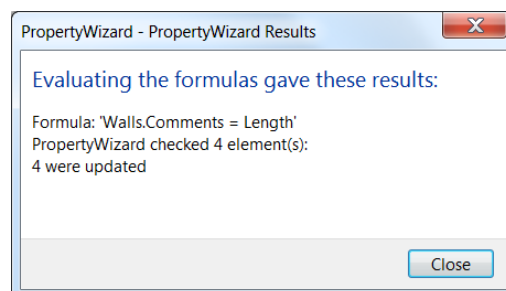 PropertyWizard - PropertyWizard Results
Evaluating the formulas gave these results:
Formula: 'Walls.Comments = Length'
PropertyWizard checked 4 element(s):
4 were updated
Close